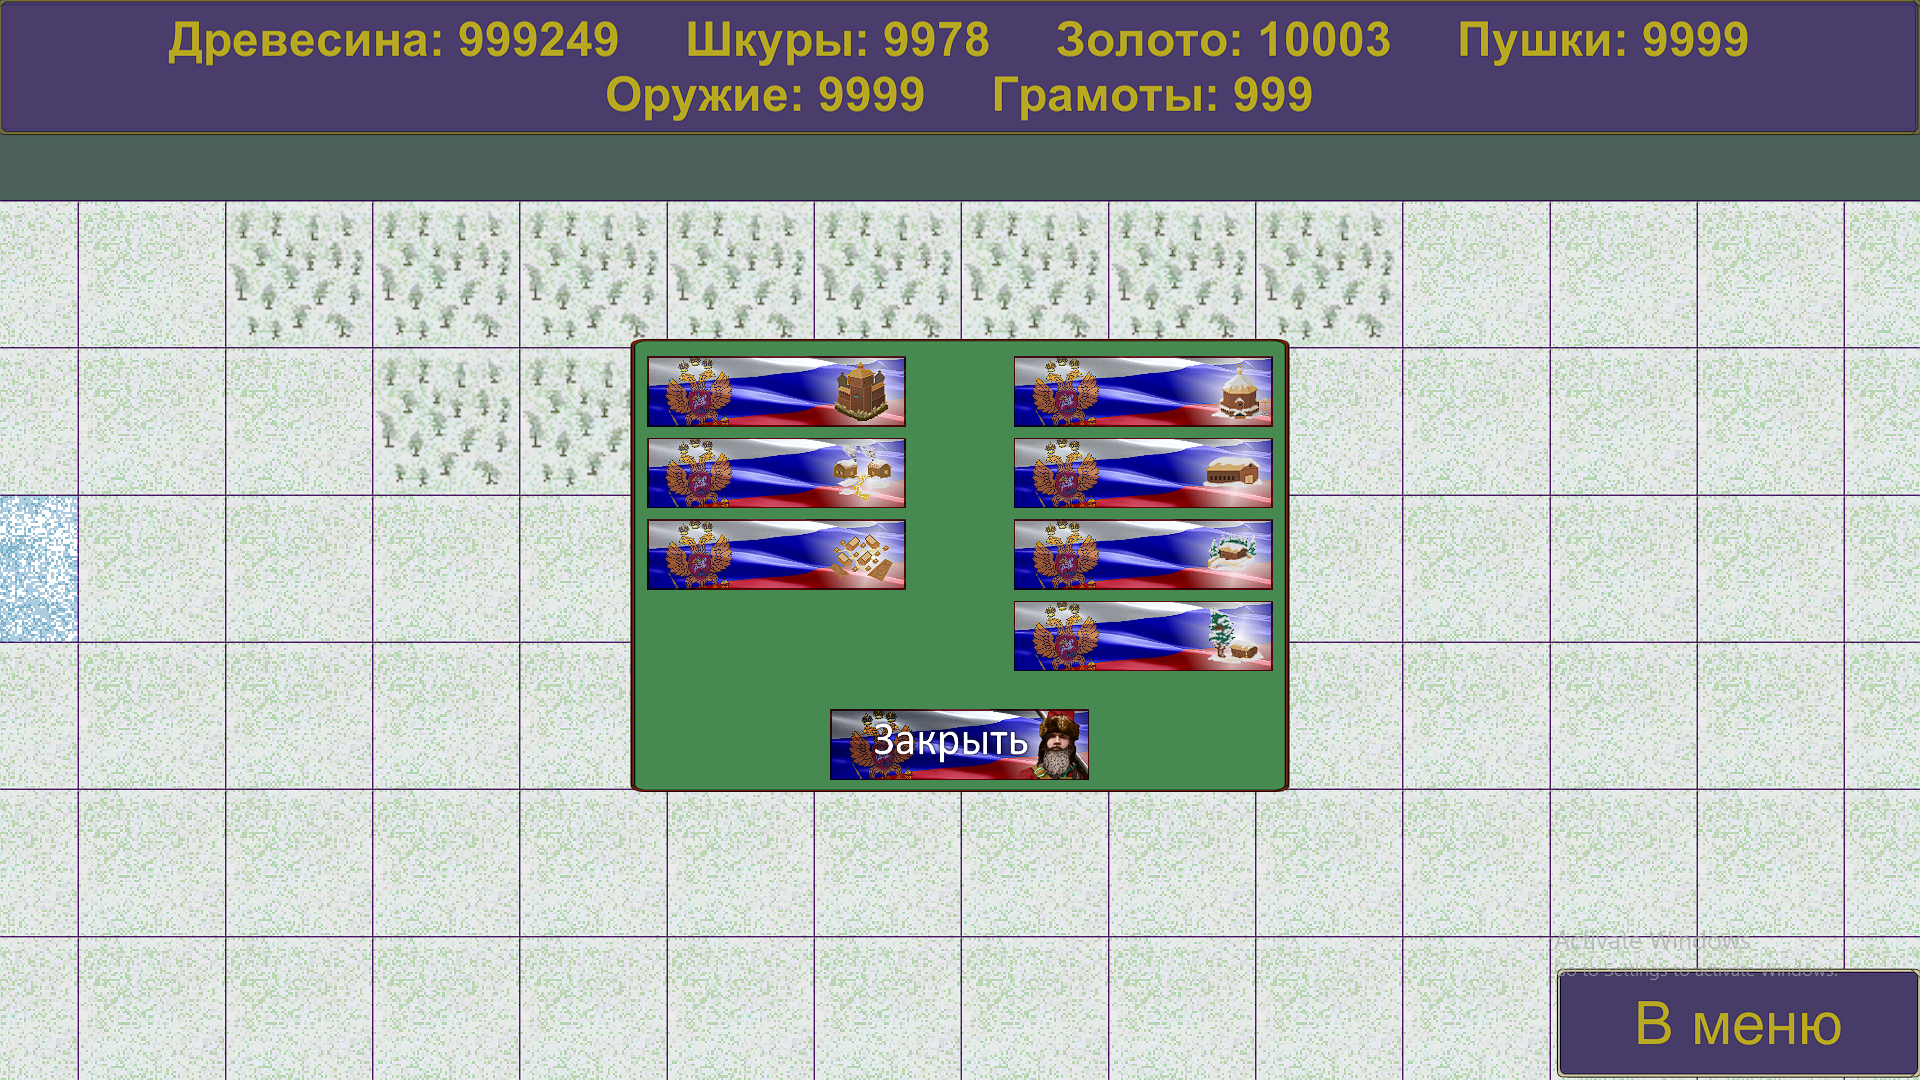 Древесина: 999249 Шкуры: 9978 Золото: 10003 Пушки: 9999
Оружие: 9999 Грамоты: 999
Закрыть
Activate Windows
Go to Settings to activate Windows.
В меню